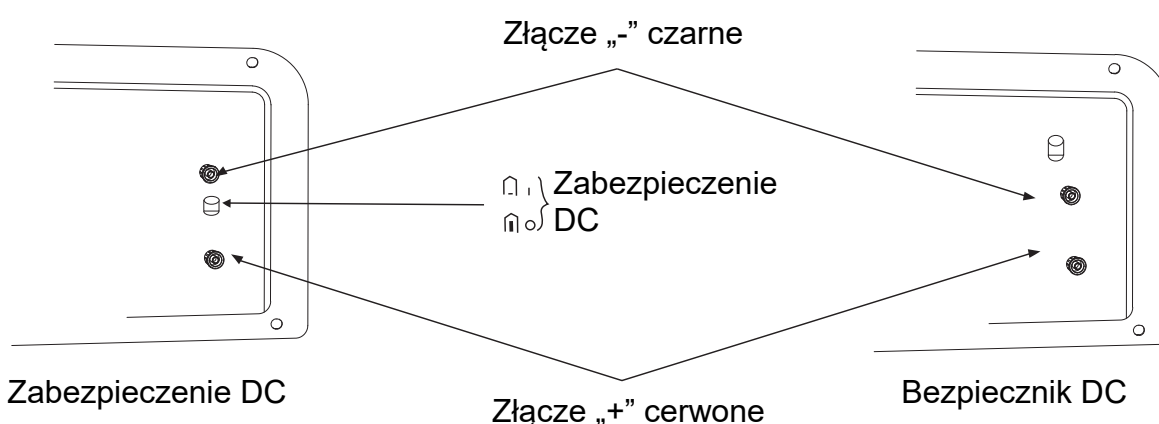 Złącze „-” czarne
Zabezpieczenie
DC
Zabezpieczenie DC
Bezpiecznik DC
Złącze „+” cerwone